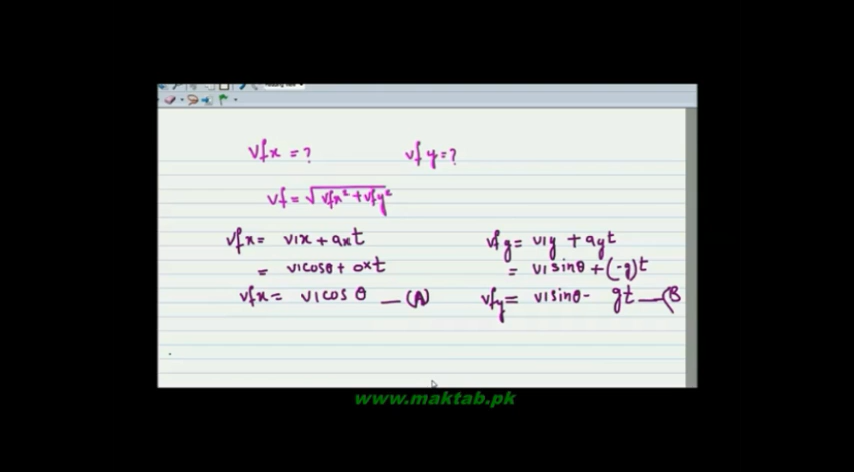 vfx = ? vfy = ?
vf = √vfx² + vfy²
vfx = vix + axt vfy = viy + ayt
= vicosθ + 0×t = visinθ + (-g)t
vfx = vicos θ — (A) vfy = visinθ - gt — (B
www.maktab.pk